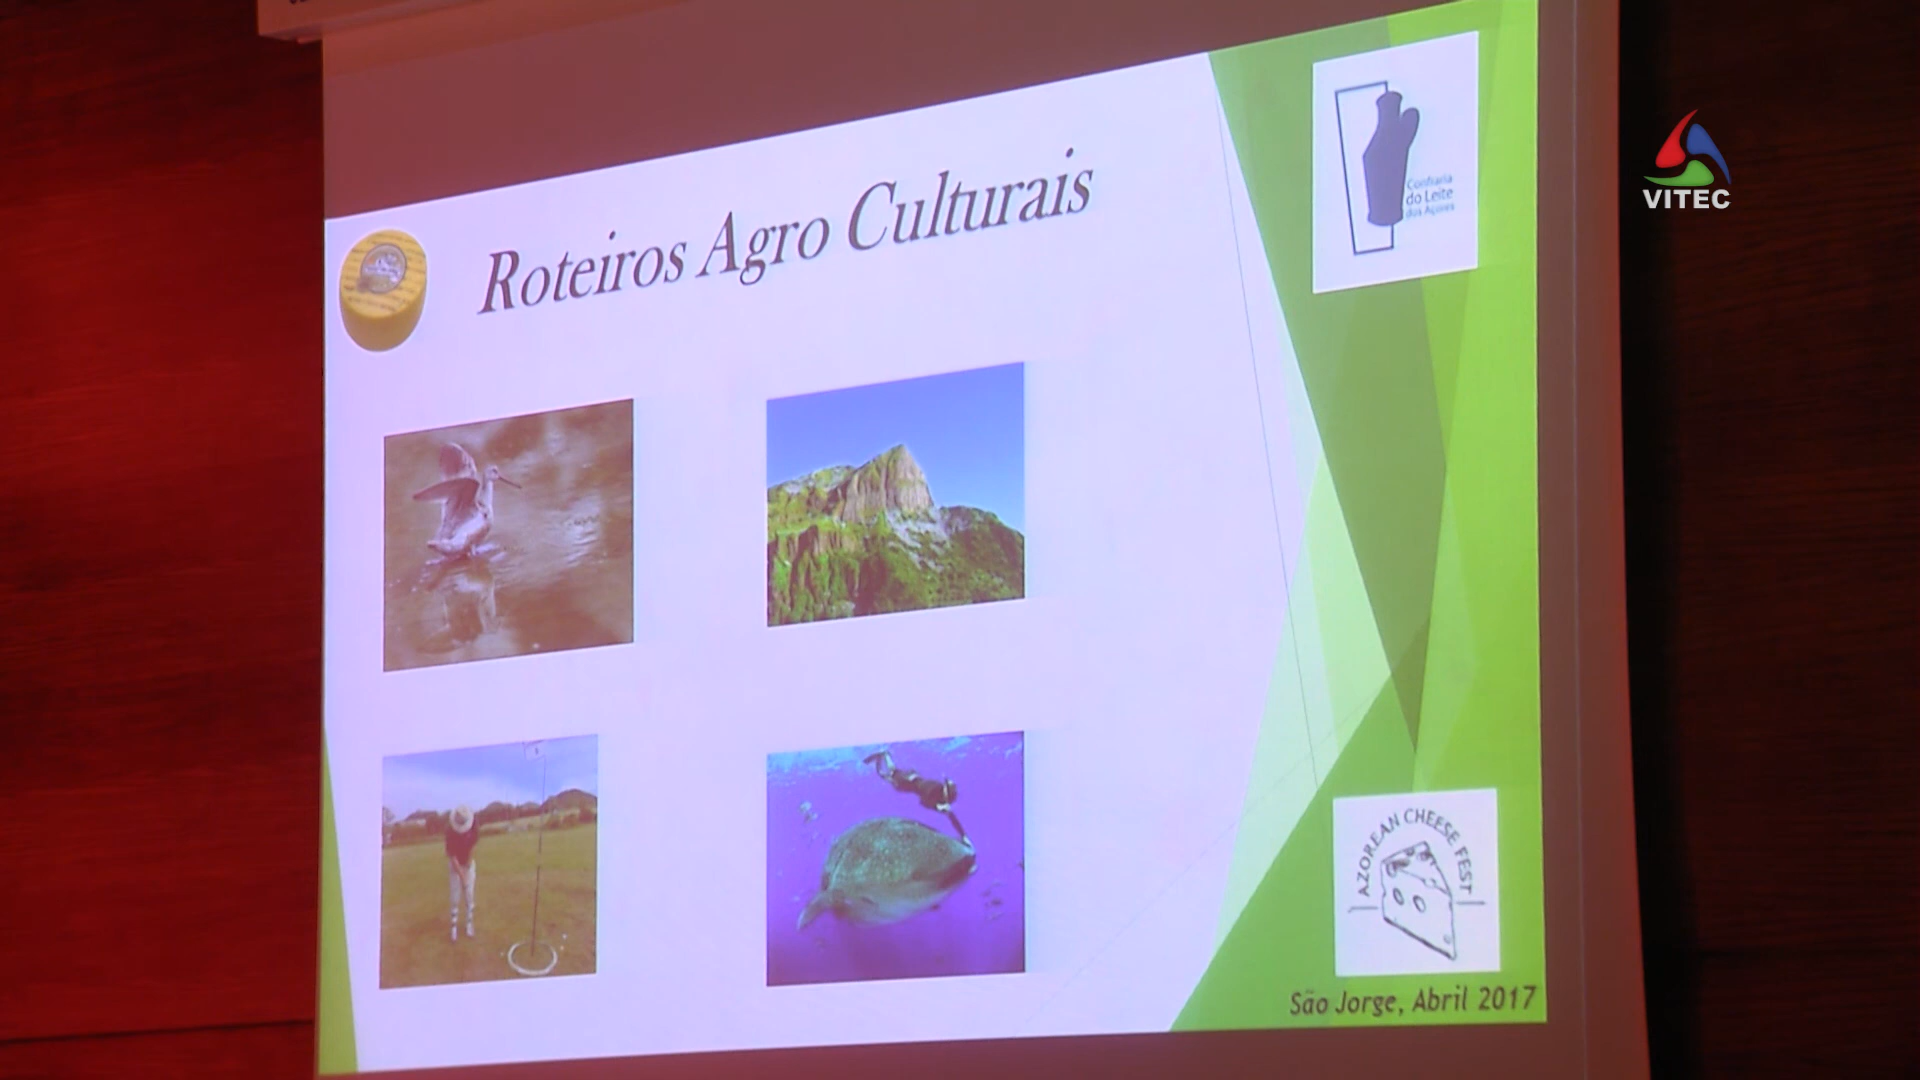 Roteiros Agro Culturais
Confraria
do Leite
dos Açores
VITEC
AZOREAN CHEESE FEST
São Jorge, Abril 2017